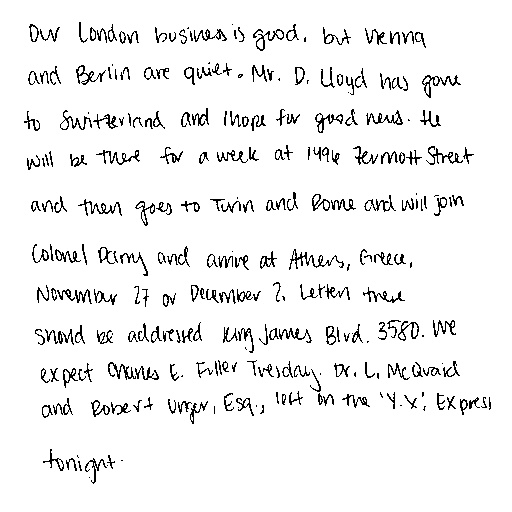 Our London business is good, but Vienna
and Berlin are quiet. Mr. D. Lloyd has gone
to Switzerland and I hope for good news. He
will be there for a week at 1496 Zermott Street
and then goes to Turin and Rome and will join
Colonel Parry and arrive at Athens, Greece,
November 27 or December 2. Letters there
should be addressed King James Blvd. 3580. We
expect Charles E. Fuller Tuesday. Dr. L. McQuaid
and Robert Unger, Esq., left on the 'Y.X.', Express
tonight.